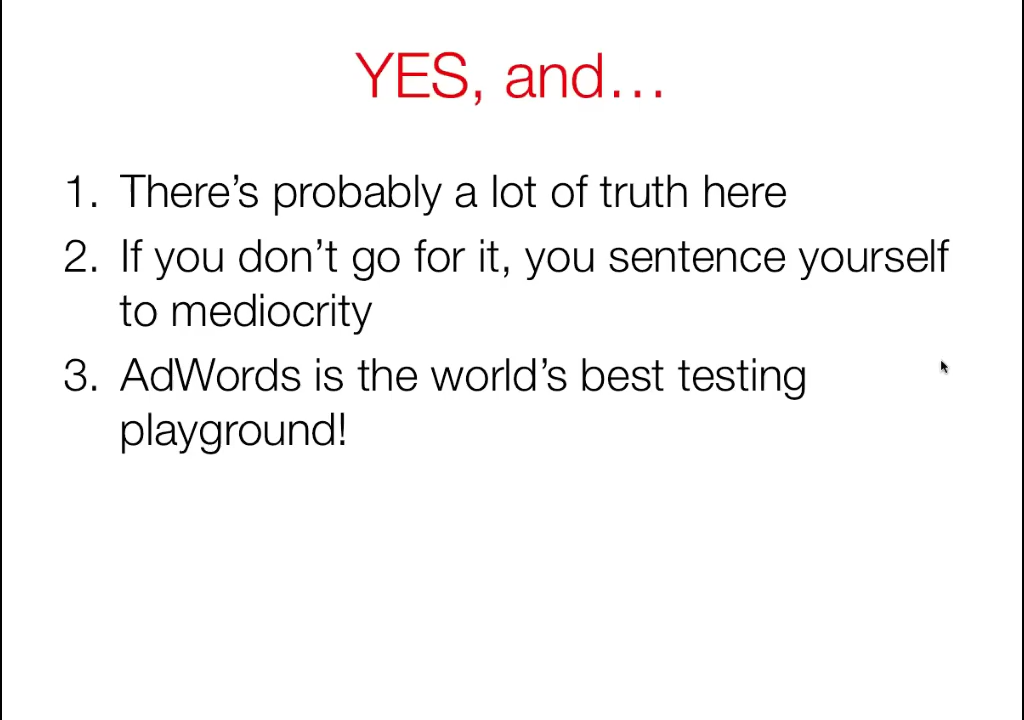 YES, and…
1. There’s probably a lot of truth here
2. If you don’t go for it, you sentence yourself
to mediocrity
3. AdWords is the world’s best testing
playground!